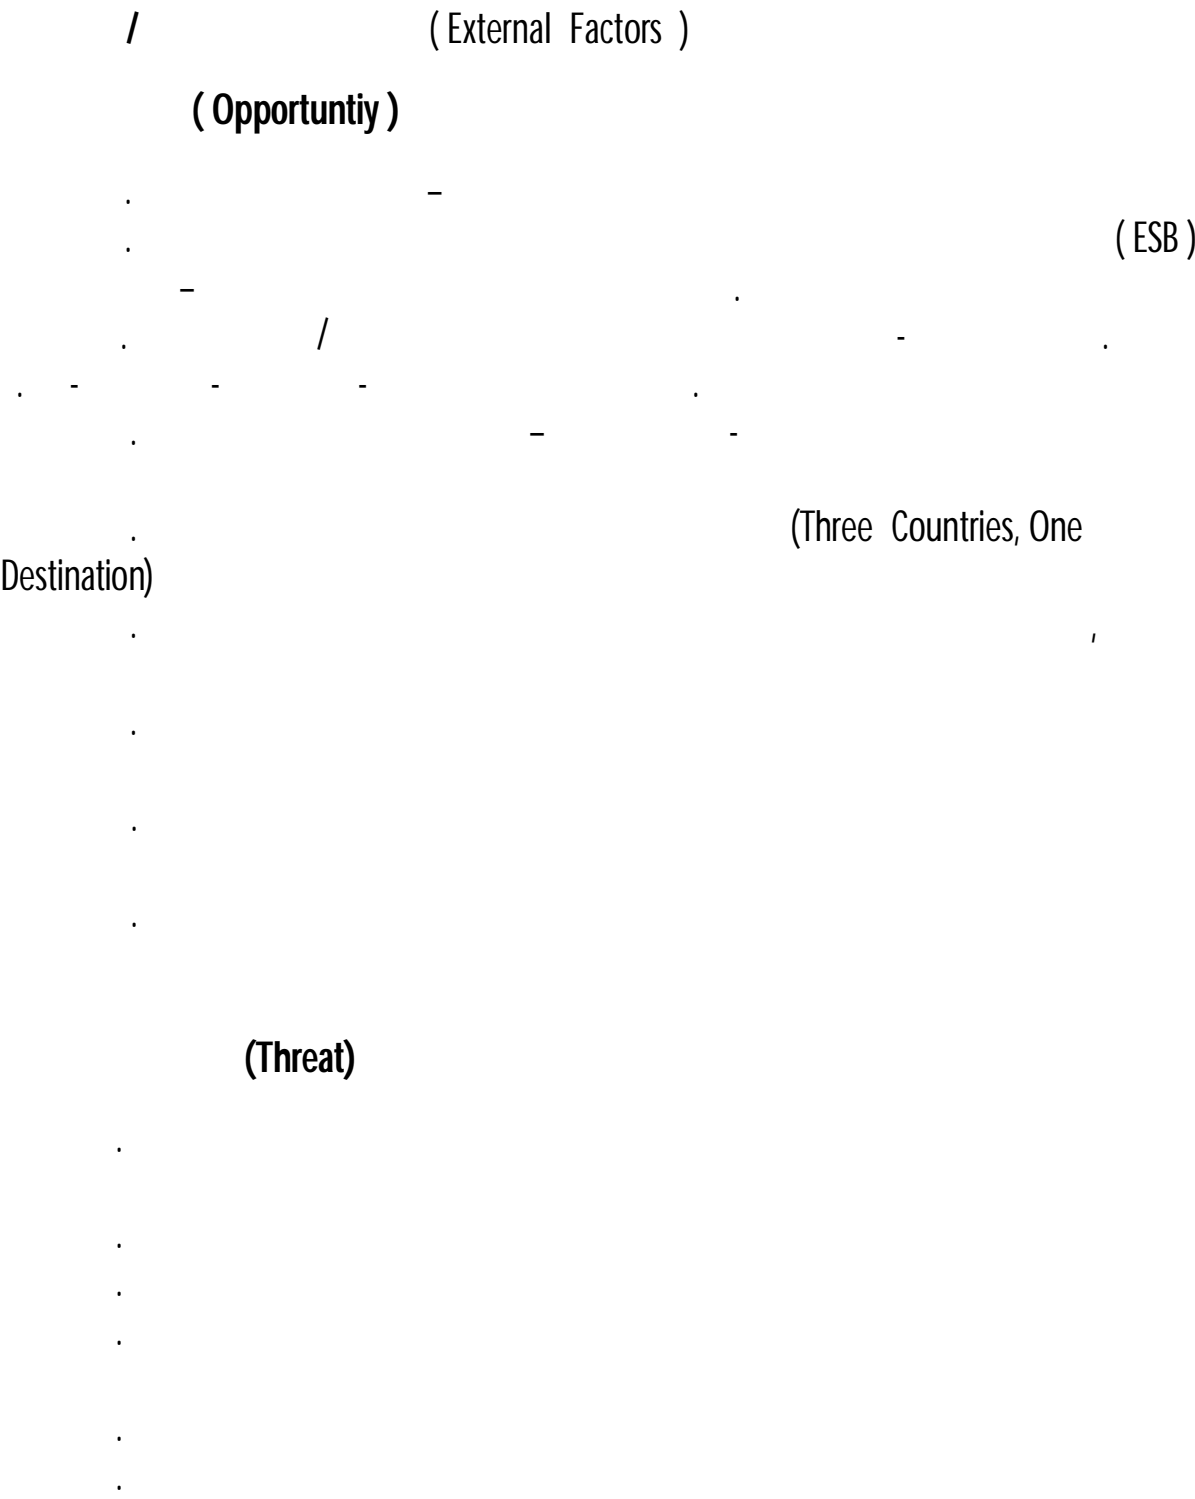 / ( External Factors )
( Opportuntiy )
. –
. ( ESB )
– .
. / - .
. - - - .
. – -
. (Three Countries, One
Destination)
. ,
.
.
.
(Threat)
.
.
.
.
.
.